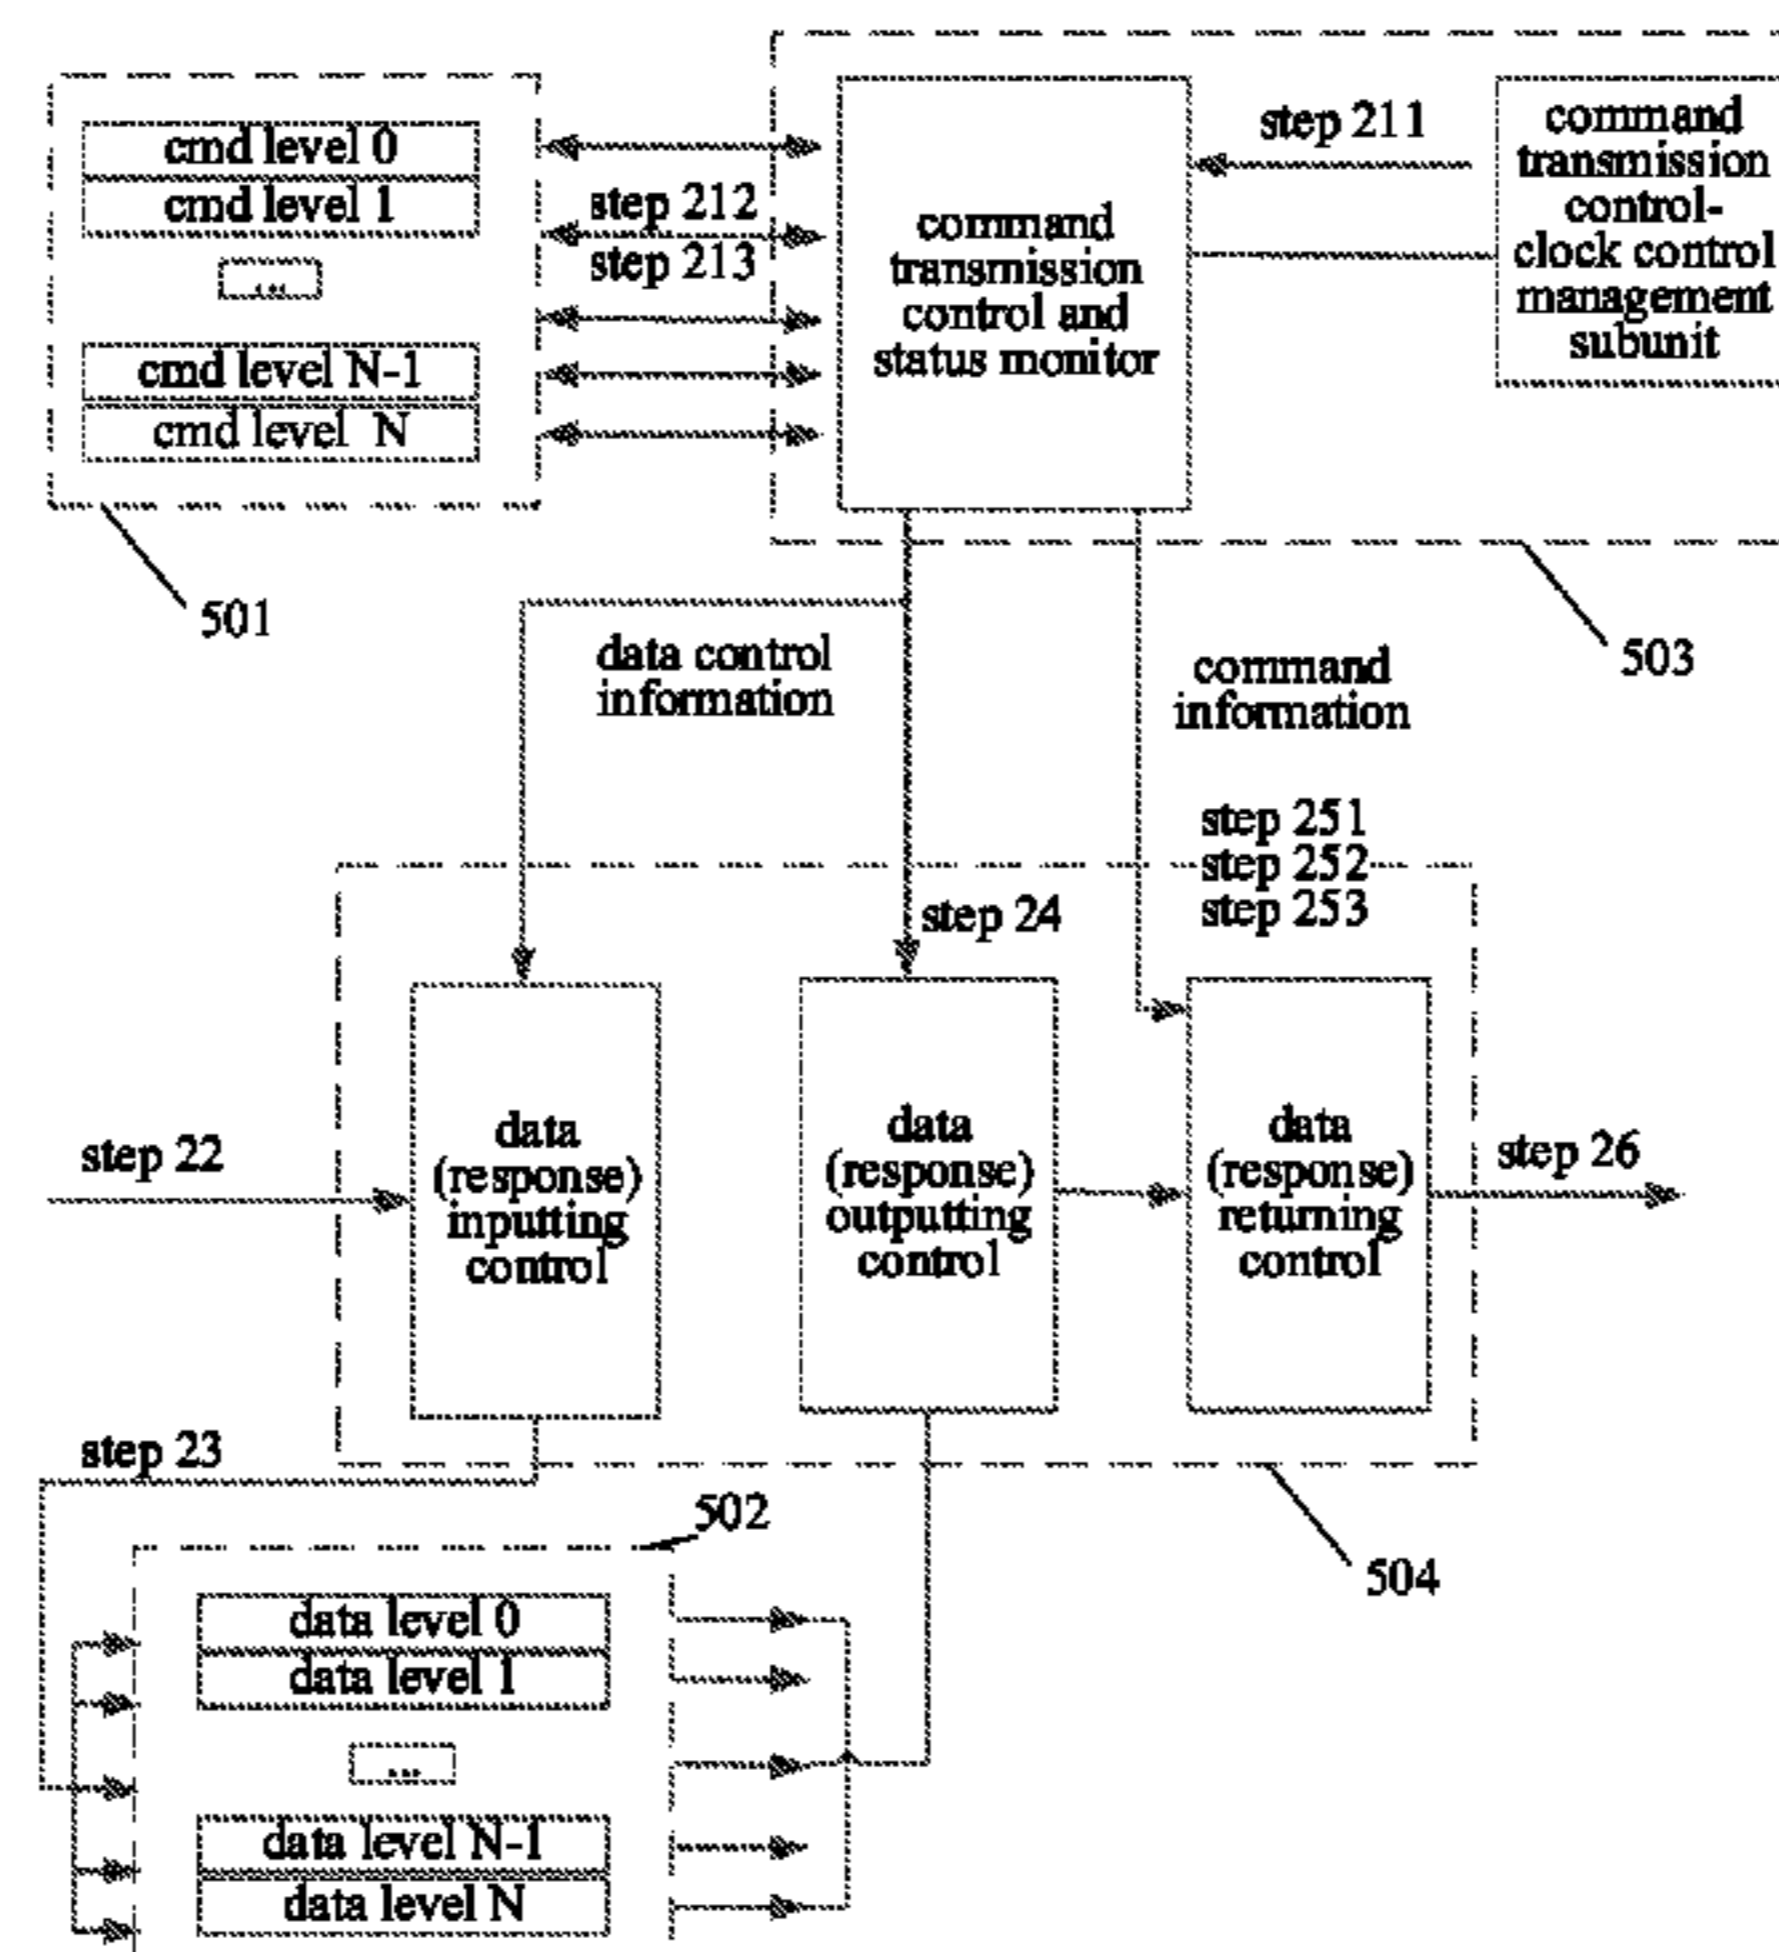 cmd level 0
cmd level 1
...
cmd level N-1
cmd level N
501
step 212
step 213
command
transmission
control and
status monitor
step 211
command
transmission
control-
clock control
management
subunit
503
data control
information
command
information
step 251
step 252
step 253
step 24
step 22
data
(response)
inputting
control
data
(response)
outputting
control
data
(response)
returning
control
step 26
step 23
502
504
data level 0
data level 1
...
data level N-1
data level N